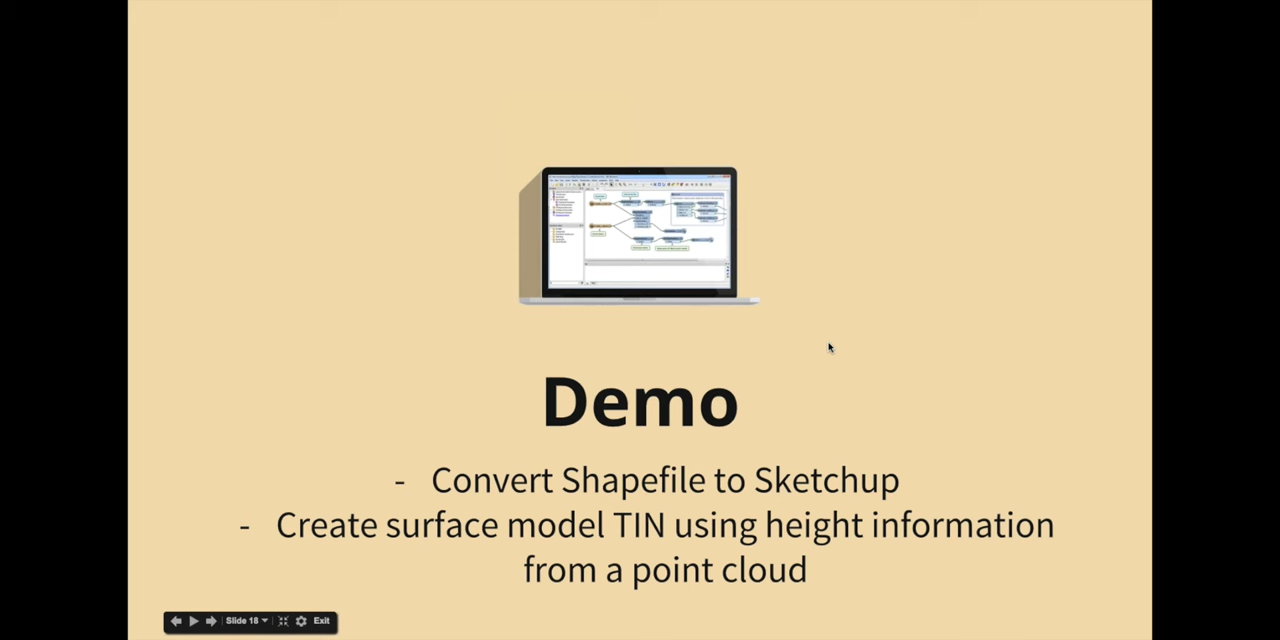 Demo
- Convert Shapefile to Sketchup
- Create surface model TIN using height information
from a point cloud
Slide 18
Exit